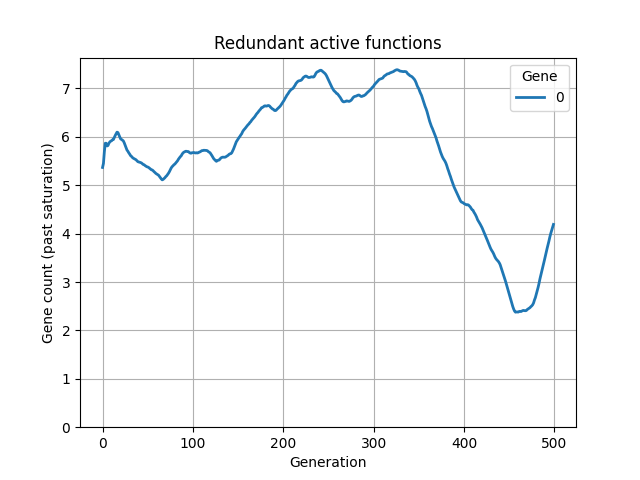 Redundant active functions
Gene
0
7
6
5
4
3
2
1
0
Gene count (past saturation)
0 100 200 300 400 500
Generation